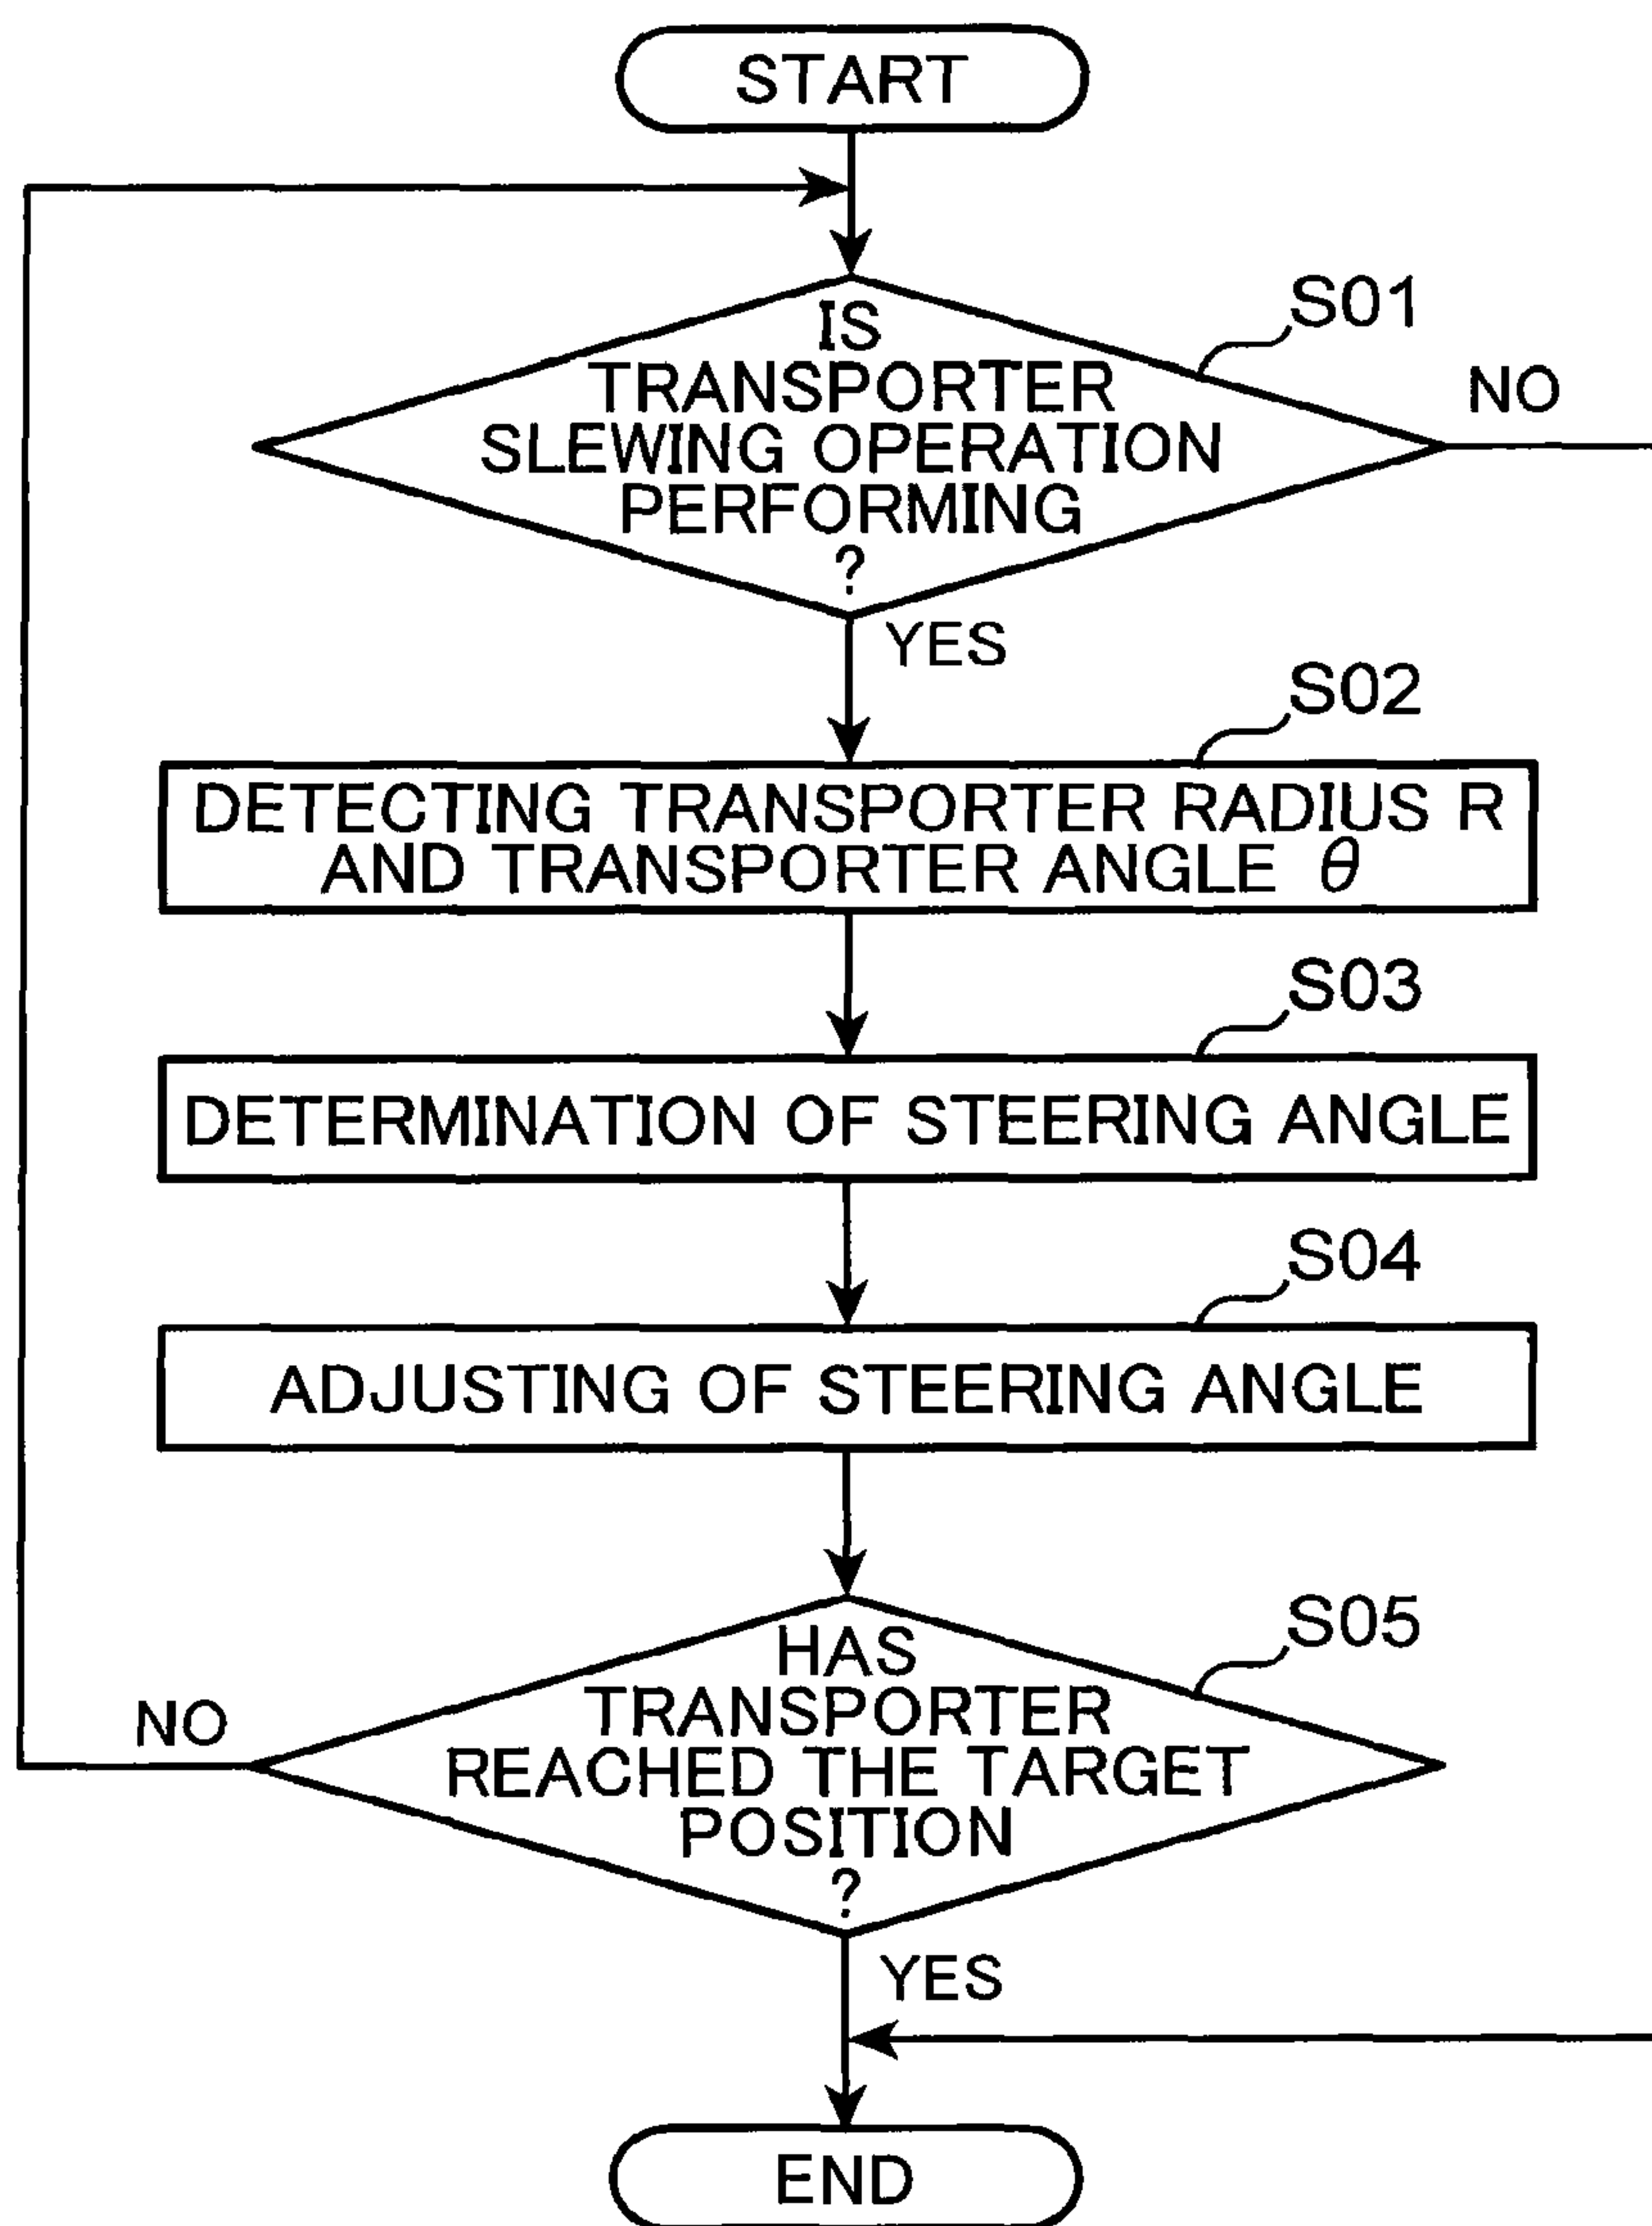 START
S01
IS
TRANSPORTER
SLEWING OPERATION
PERFORMING
?
NO
YES
S02
DETECTING TRANSPORTER RADIUS R
AND TRANSPORTER ANGLE θ
S03
DETERMINATION OF STEERING ANGLE
S04
ADJUSTING OF STEERING ANGLE
S05
HAS
TRANSPORTER
REACHED THE TARGET
POSITION
?
NO
YES
END